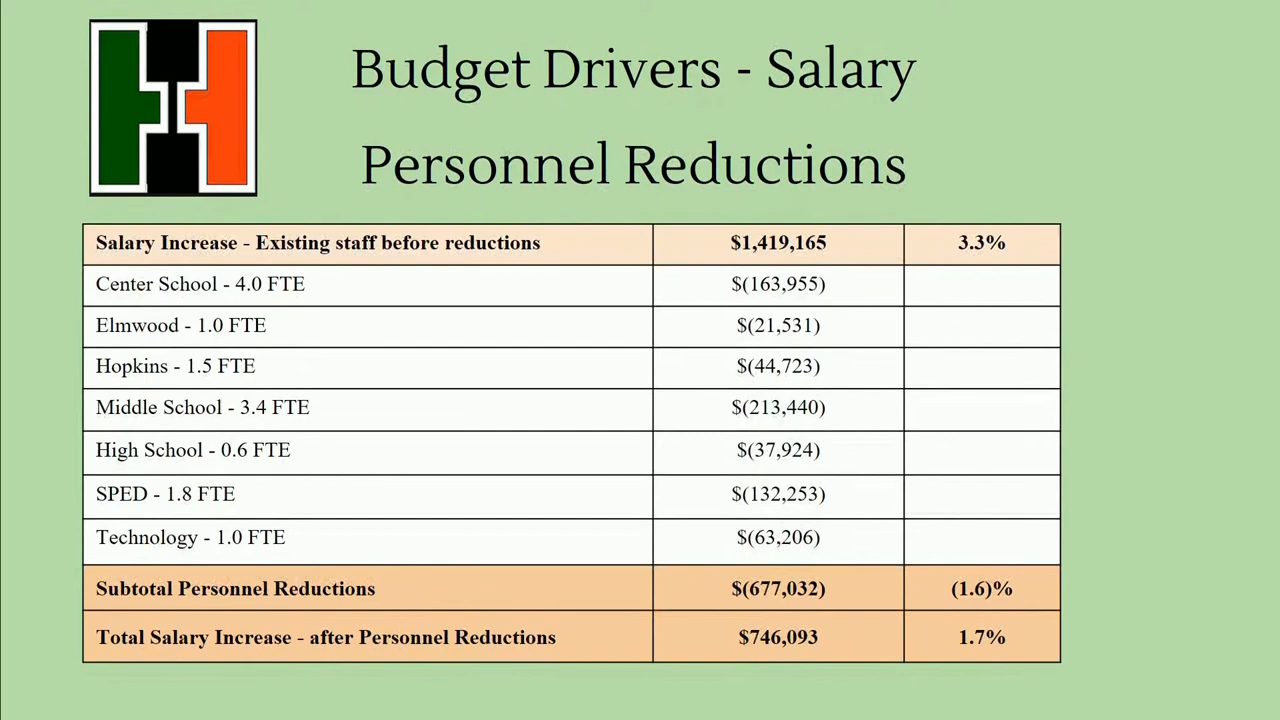 Budget Drivers - Salary
Personnel Reductions
Salary Increase - Existing staff before reductions $1,419,165 3.3%
Center School - 4.0 FTE $(163,955)
Elmwood - 1.0 FTE $(21,531)
Hopkins - 1.5 FTE $(44,723)
Middle School - 3.4 FTE $(213,440)
High School - 0.6 FTE $(37,924)
SPED - 1.8 FTE $(132,253)
Technology - 1.0 FTE $(63,206)
Subtotal Personnel Reductions $(677,032) (1.6)%
Total Salary Increase - after Personnel Reductions $746,093 1.7%